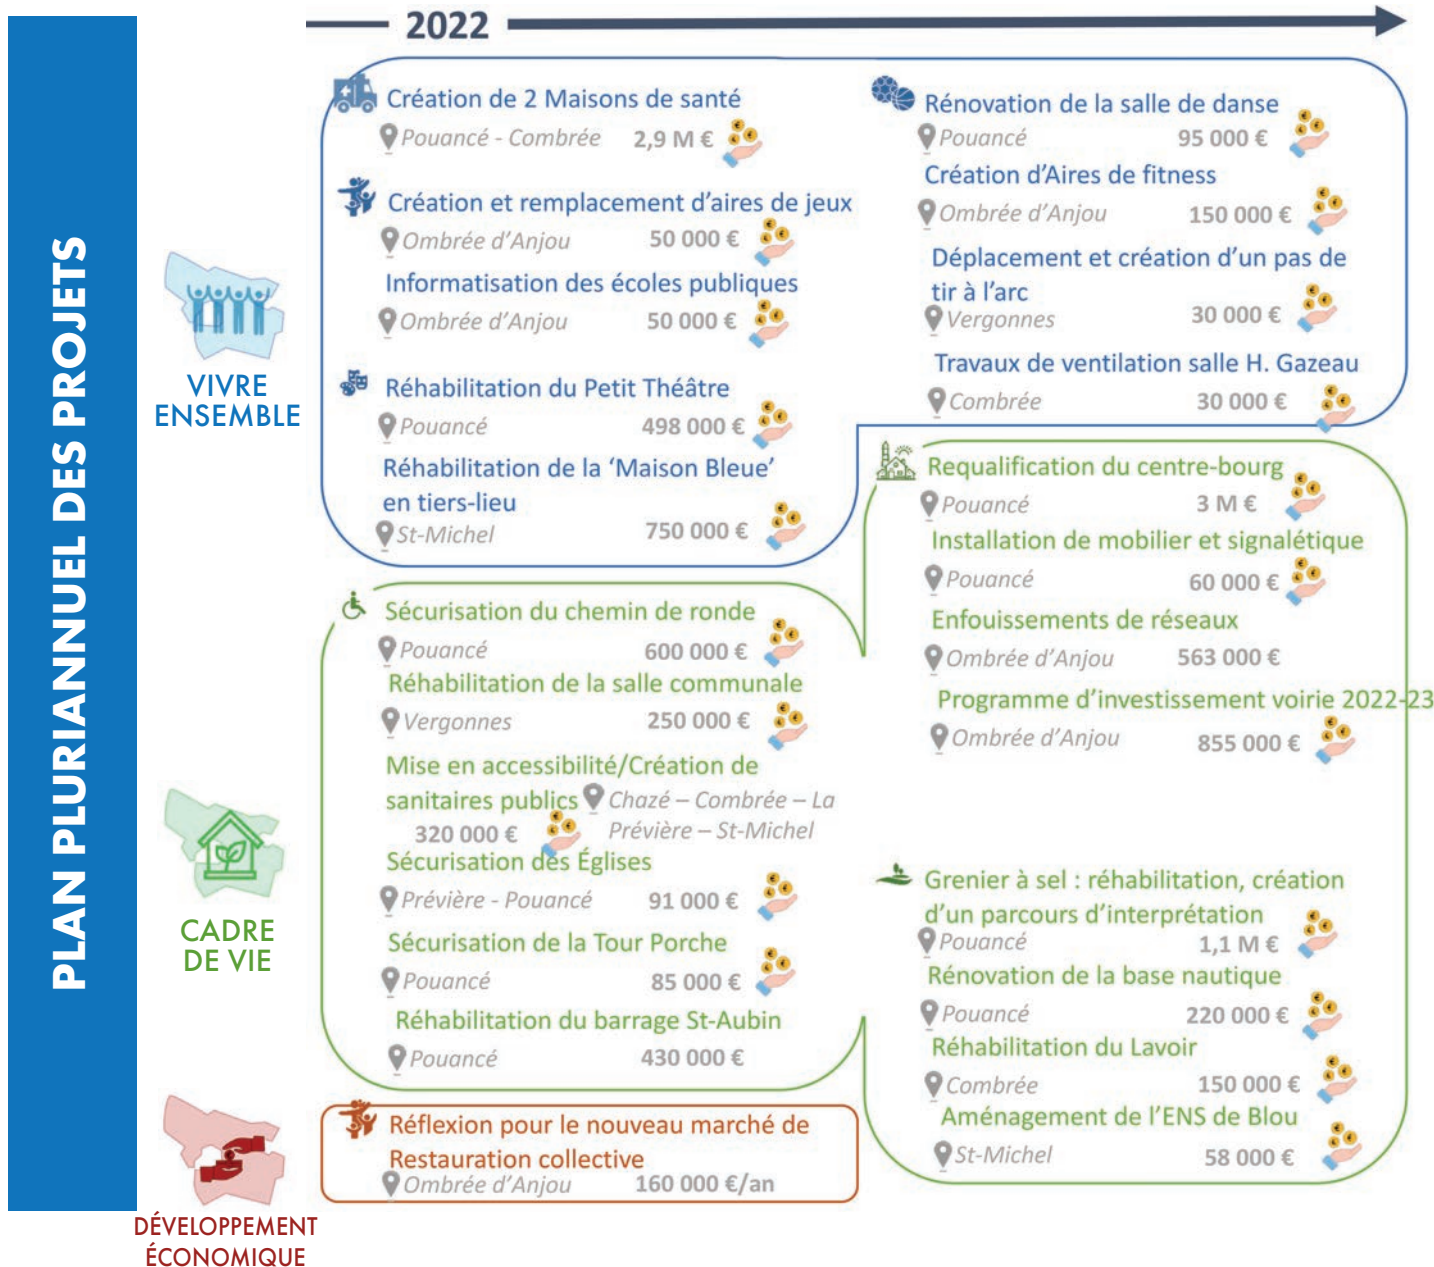 PLAN PLURIANNUEL DES PROJETS
2022
VIVRE
ENSEMBLE
Création de 2 Maisons de santé
Pouancé - Combrée 2,9 M €
Création et remplacement d'aires de jeux
Ombrée d'Anjou 50 000 €
Informatisation des écoles publiques
Ombrée d'Anjou 50 000 €
Réhabilitation du Petit Théâtre
Pouancé 498 000 €
Réhabilitation de la 'Maison Bleue'
en tiers-lieu
St-Michel 750 000 €
Rénovation de la salle de danse
Pouancé 95 000 €
Création d'Aires de fitness
Ombrée d'Anjou 150 000 €
Déplacement et création d'un pas de
tir à l'arc
Vergonnes 30 000 €
Travaux de ventilation salle H. Gazeau
Combrée 30 000 €
CADRE
DE VIE
Sécurisation du chemin de ronde
Pouancé 600 000 €
Réhabilitation de la salle communale
Vergonnes 250 000 €
Mise en accessibilité/Création de
sanitaires publics Chazé – Combrée – La
320 000 € Prévière – St-Michel
Sécurisation des Églises
Prévière - Pouancé 91 000 €
Sécurisation de la Tour Porche
Pouancé 85 000 €
Réhabilitation du barrage St-Aubin
Pouancé 430 000 €
Requalification du centre-bourg
Pouancé 3 M €
Installation de mobilier et signalétique
Pouancé 60 000 €
Enfouissements de réseaux
Ombrée d'Anjou 563 000 €
Programme d'investissement voirie 2022-23
Ombrée d'Anjou 855 000 €
Grenier à sel : réhabilitation, création
d'un parcours d'interprétation
Pouancé 1,1 M €
Rénovation de la base nautique
Pouancé 220 000 €
Réhabilitation du Lavoir
Combrée 150 000 €
Aménagement de l'ENS de Blou
St-Michel 58 000 €
DÉVELOPPEMENT
ÉCONOMIQUE
Réflexion pour le nouveau marché de
Restauration collective
Ombrée d'Anjou 160 000 €/an